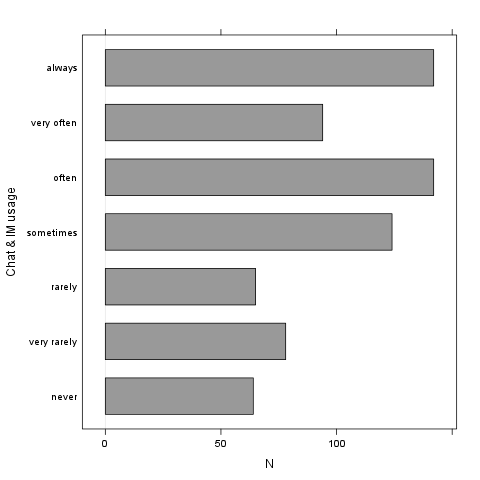 always
very often
often
sometimes
rarely
very rarely
never
Chat & IM usage
0 50 100
N